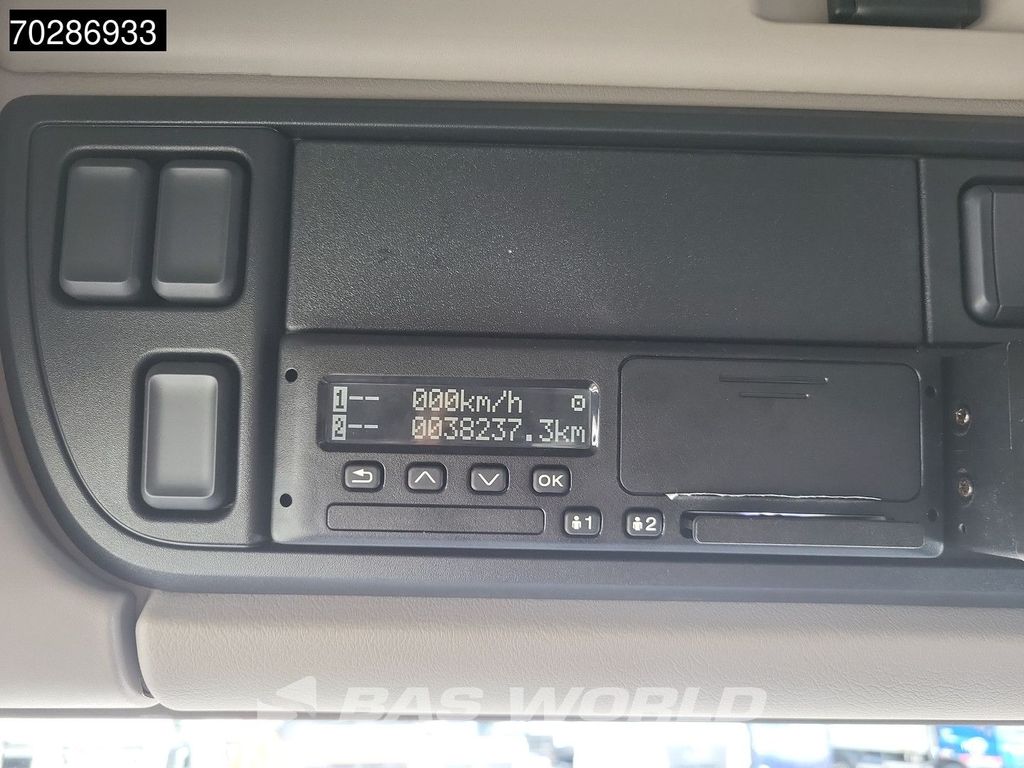 70286933
1-- 000km/h
2-- 0038237.3km
OK
1 2
BAS WORLD